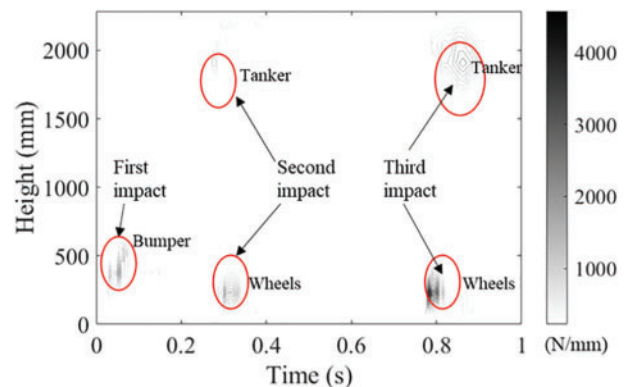 2000
1500
1000
500
0
Height (mm)
Tanker
Tanker
First
impact
Second
impact
Third
impact
Bumper
Wheels
Wheels
0
0.2
0.4
0.6
0.8
1
Time (s)
4000
3000
2000
1000
(N/mm)